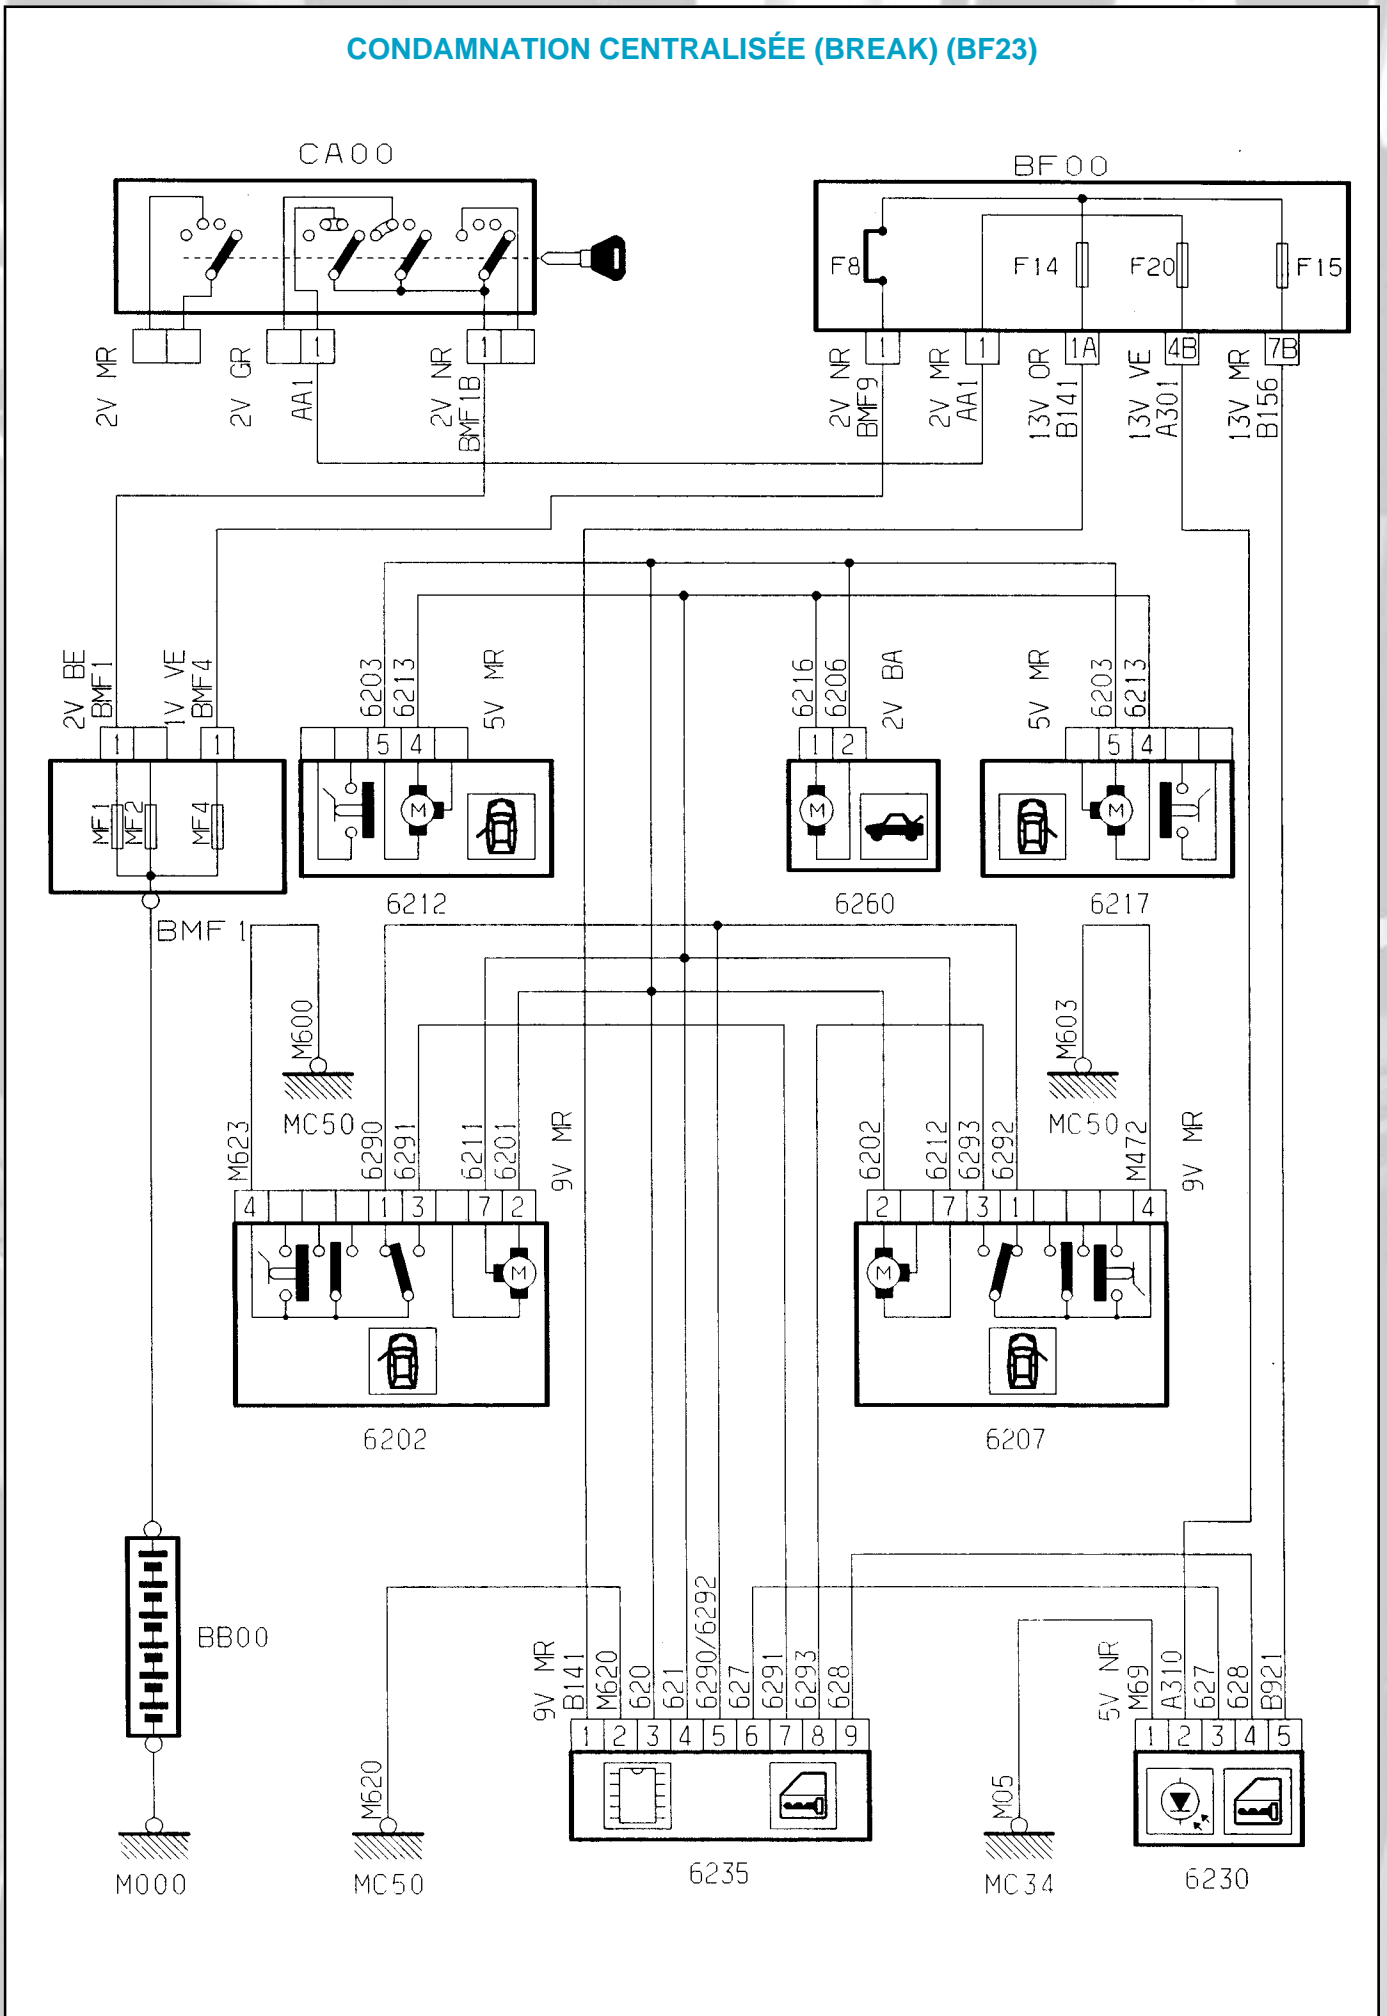 CONDAMNATION CENTRALISÉE (BREAK) (BF23)
CA00
BF00
F8
F14
F20
F15
1
1
1
1
1A
4B
7B
2V MR
2V GR
AA1
2V NR
BMF1B
2V NR
BMF9
2V MR
AA1
13V OR
B141
13V VE
A301
13V MR
B156
2V BE
BMF1
1V VE
BMF4
6203
6213
5V MR
6216
6206
2V BA
5V MR
6203
6213
1
1
5
4
1
2
5
4
MF1
MF2
MF4
M
M
M
6212
6260
6217
BMF1
M600
MC50
M603
MC50
M623
6290
6291
6211
6201
9V MR
6202
6212
6293
6292
M472
9V MR
4
1
3
7
2
2
7
3
1
4
M
M
6202
6207
BB00
9V MR
B141
M620
620
621
6290/6292
627
6291
6293
628
5V NR
M69
A310
627
628
B921
1
2
3
4
5
6
7
8
9
1
2
3
4
5
M620
M05
M000
MC50
6235
MC34
6230